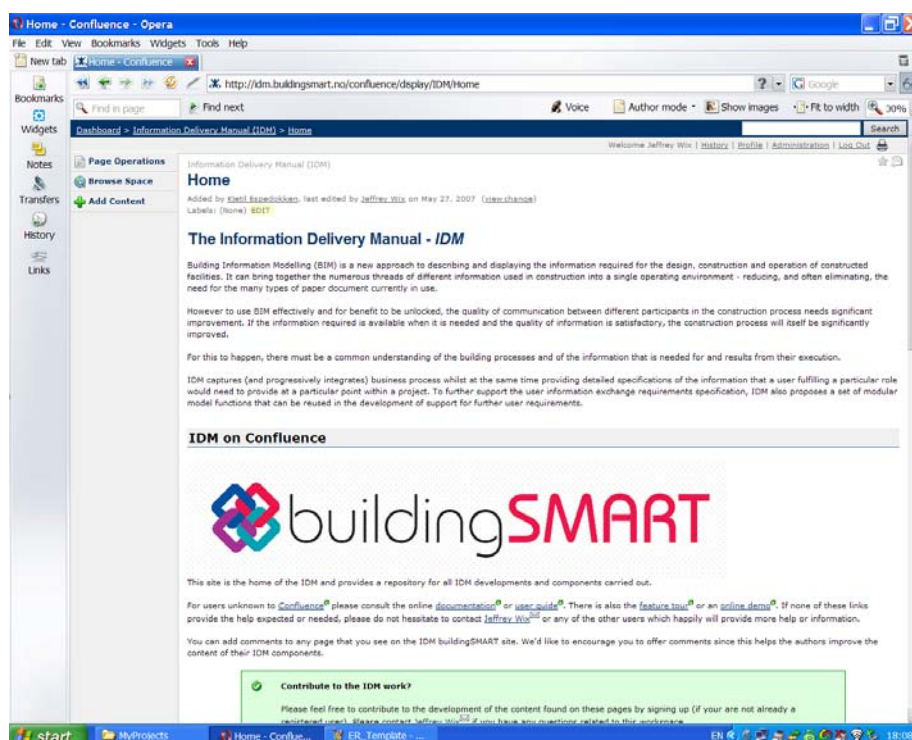 Home - Confluence - Opera
File Edit View Bookmarks Widgets Tools Help
New tab Home - Confluence
http://idm.buildingsmart.no/confluence/display/IDM/Home ? Google
Bookmarks
Find in page Find next Voice Author mode Show images Fit to width 30%
Widgets
Dashboard > Information Delivery Manual (IDM) > Home Search
Welcome Jeffrey Wix | History | Profile | Administration | Log Out
Notes
Page Operations
Information Delivery Manual (IDM)
Browse Space
Home
Transfers
Add Content
Added by Kjetil Espedokken, last edited by Jeffrey Wix on May 27, 2007 (view change)
Labels: (None) EDIT
History
The Information Delivery Manual - IDM
Links
Building Information Modelling (BIM) is a new approach to describing and displaying the information required for the design, construction and operation of constructed
facilities. It can bring together the numerous threads of different information used in construction into a single operating environment - reducing, and often eliminating, the
need for the many types of paper document currently in use.
However to use BIM effectively and for benefit to be unlocked, the quality of communication between different participants in the construction process needs significant
improvement. If the information required is available when it is needed and the quality of information is satisfactory, the construction process will itself be significantly
improved.
For this to happen, there must be a common understanding of the building processes and of the information that is needed for and results from their execution.
IDM captures (and progressively integrates) business process whilst at the same time providing detailed specifications of the information that a user fulfilling a particular role
would need to provide at a particular point within a project. To further support the user information exchange requirements specification, IDM also proposes a set of modular
model functions that can be reused in the development of support for further user requirements.
IDM on Confluence
buildingSMART
This site is the home of the IDM and provides a repository for all IDM developments and components carried out.
For users unknown to Confluence please consult the online documentation or user guide. There is also the feature tour or an online demo. If none of these links
provide the help expected or needed, please do not hessitate to contact Jeffrey Wix or any of the other users which happily will provide more help or information.
You can add comments to any page that you see on the IDM buildingSMART site. We'd like to encourage you to offer comments since this helps the authors improve the
content of their IDM components.
Contribute to the IDM work?
Please feel free to contribute to the development of the content found on these pages by signing up (if your are not already a
registered user). Please contact Jeffrey Wix if you have any questions related to this workspace
start MyProjects Home - Conflue... ER_Template - ... EN 18:08